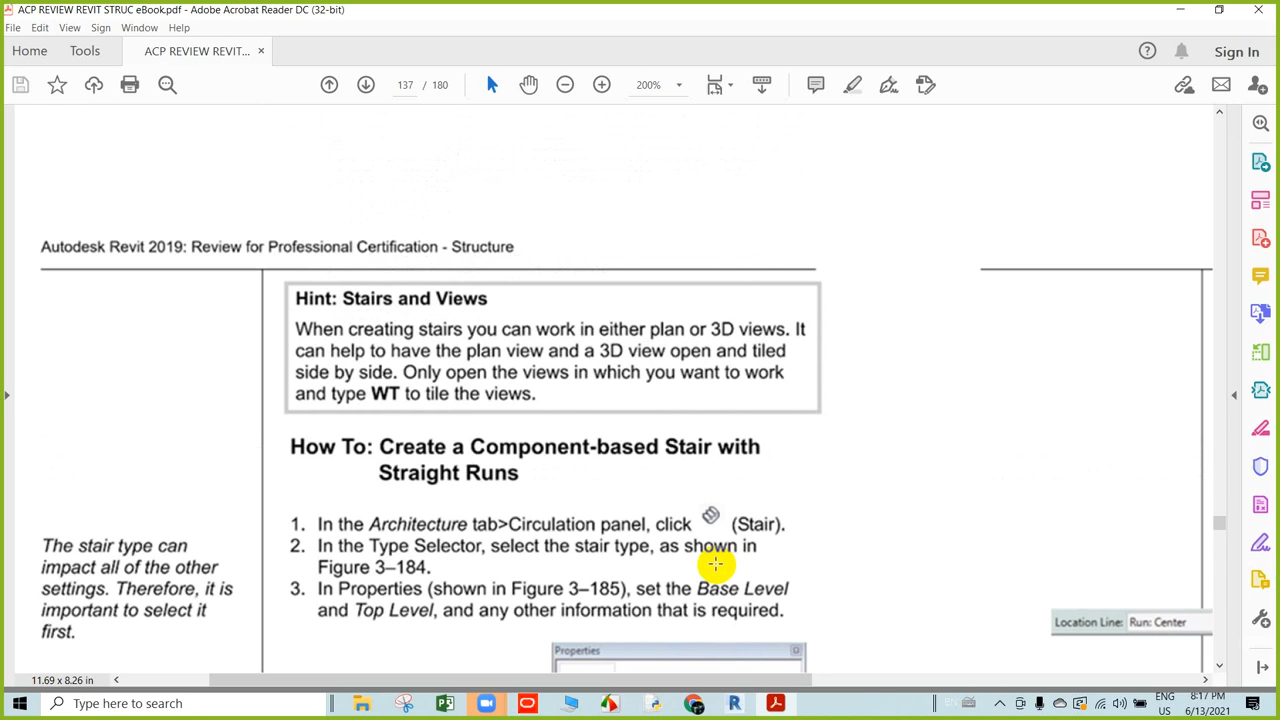 ACP REVIEW REVIT STRUC eBook.pdf - Adobe Acrobat Reader DC (32-bit)
File Edit View Sign Window Help
Home Tools ACP REVIEW REVIT... × Sign In
137 / 180 200%
Autodesk Revit 2019: Review for Professional Certification - Structure
Hint: Stairs and Views
When creating stairs you can work in either plan or 3D views. It
can help to have the plan view and a 3D view open and tiled
side by side. Only open the views in which you want to work
and type WT to tile the views.
How To: Create a Component-based Stair with
Straight Runs
1. In the Architecture tab>Circulation panel, click (Stair).
2. In the Type Selector, select the stair type, as shown in
Figure 3–184.
3. In Properties (shown in Figure 3–185), set the Base Level
and Top Level, and any other information that is required.
The stair type can
impact all of the other
settings. Therefore, it is
important to select it
first.
Location Line: Run: Center
Properties
11.69 x 8.26 in
Type here to search
ENG 8:17 PM
US 6/13/2021